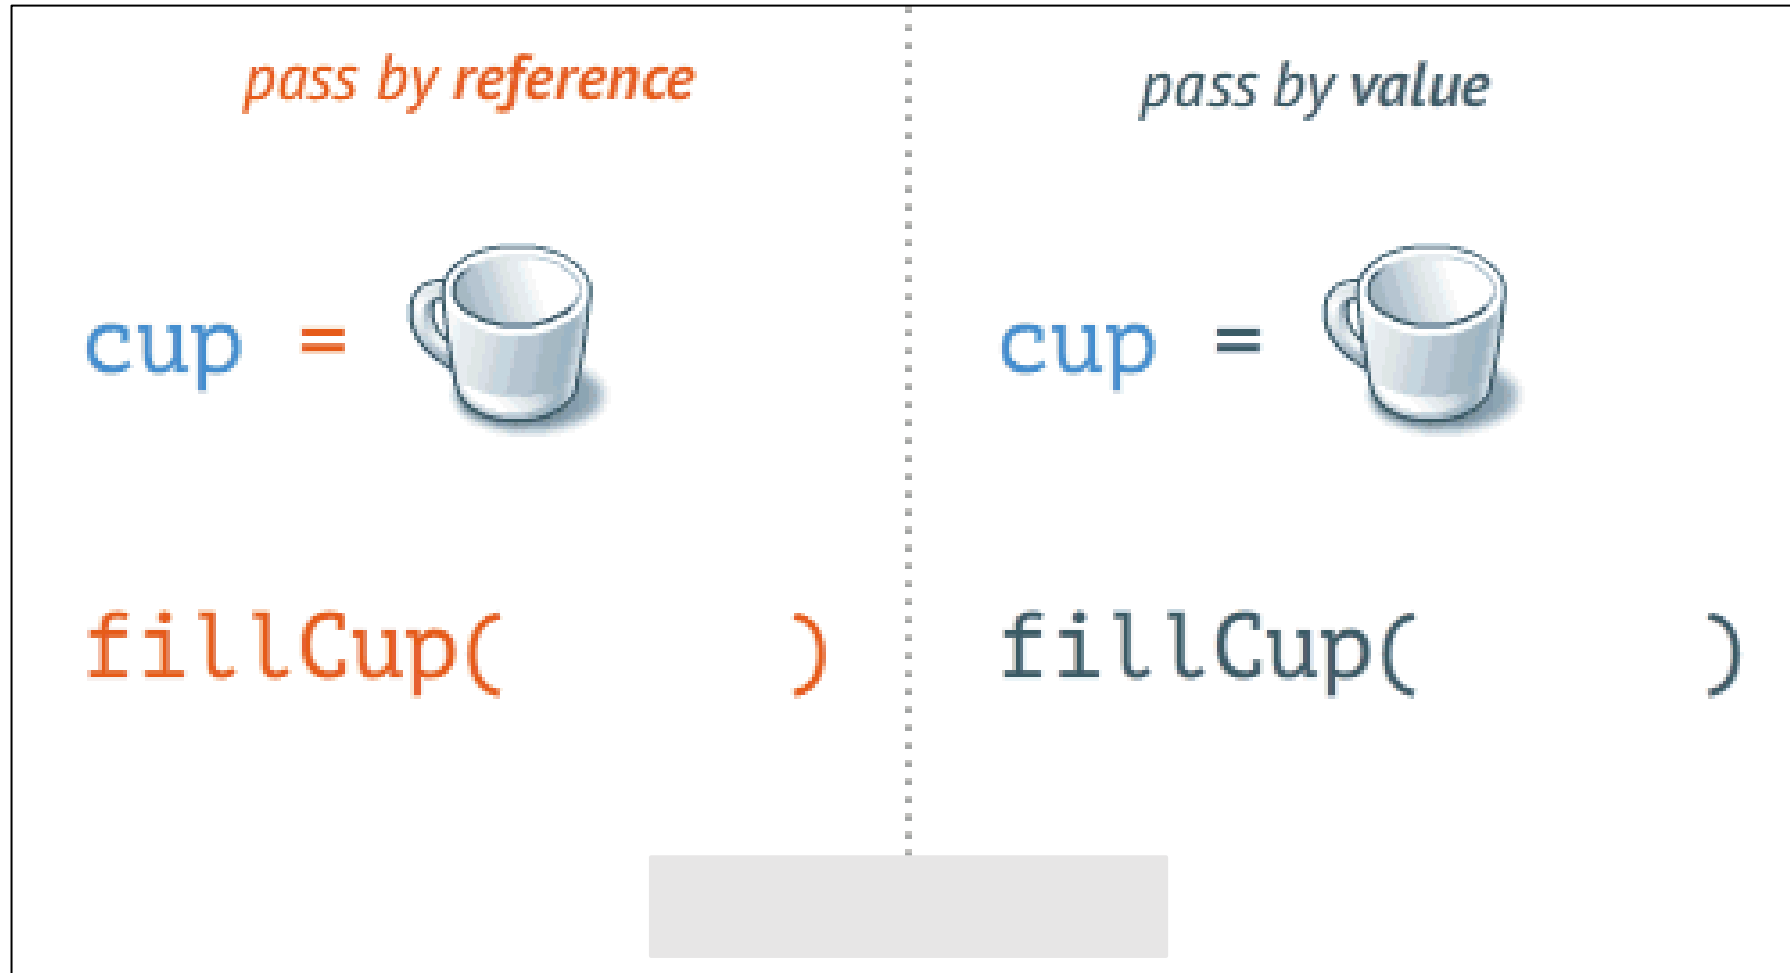 pass by reference
cup =
fillCup( )
pass by value
cup =
fillCup( )